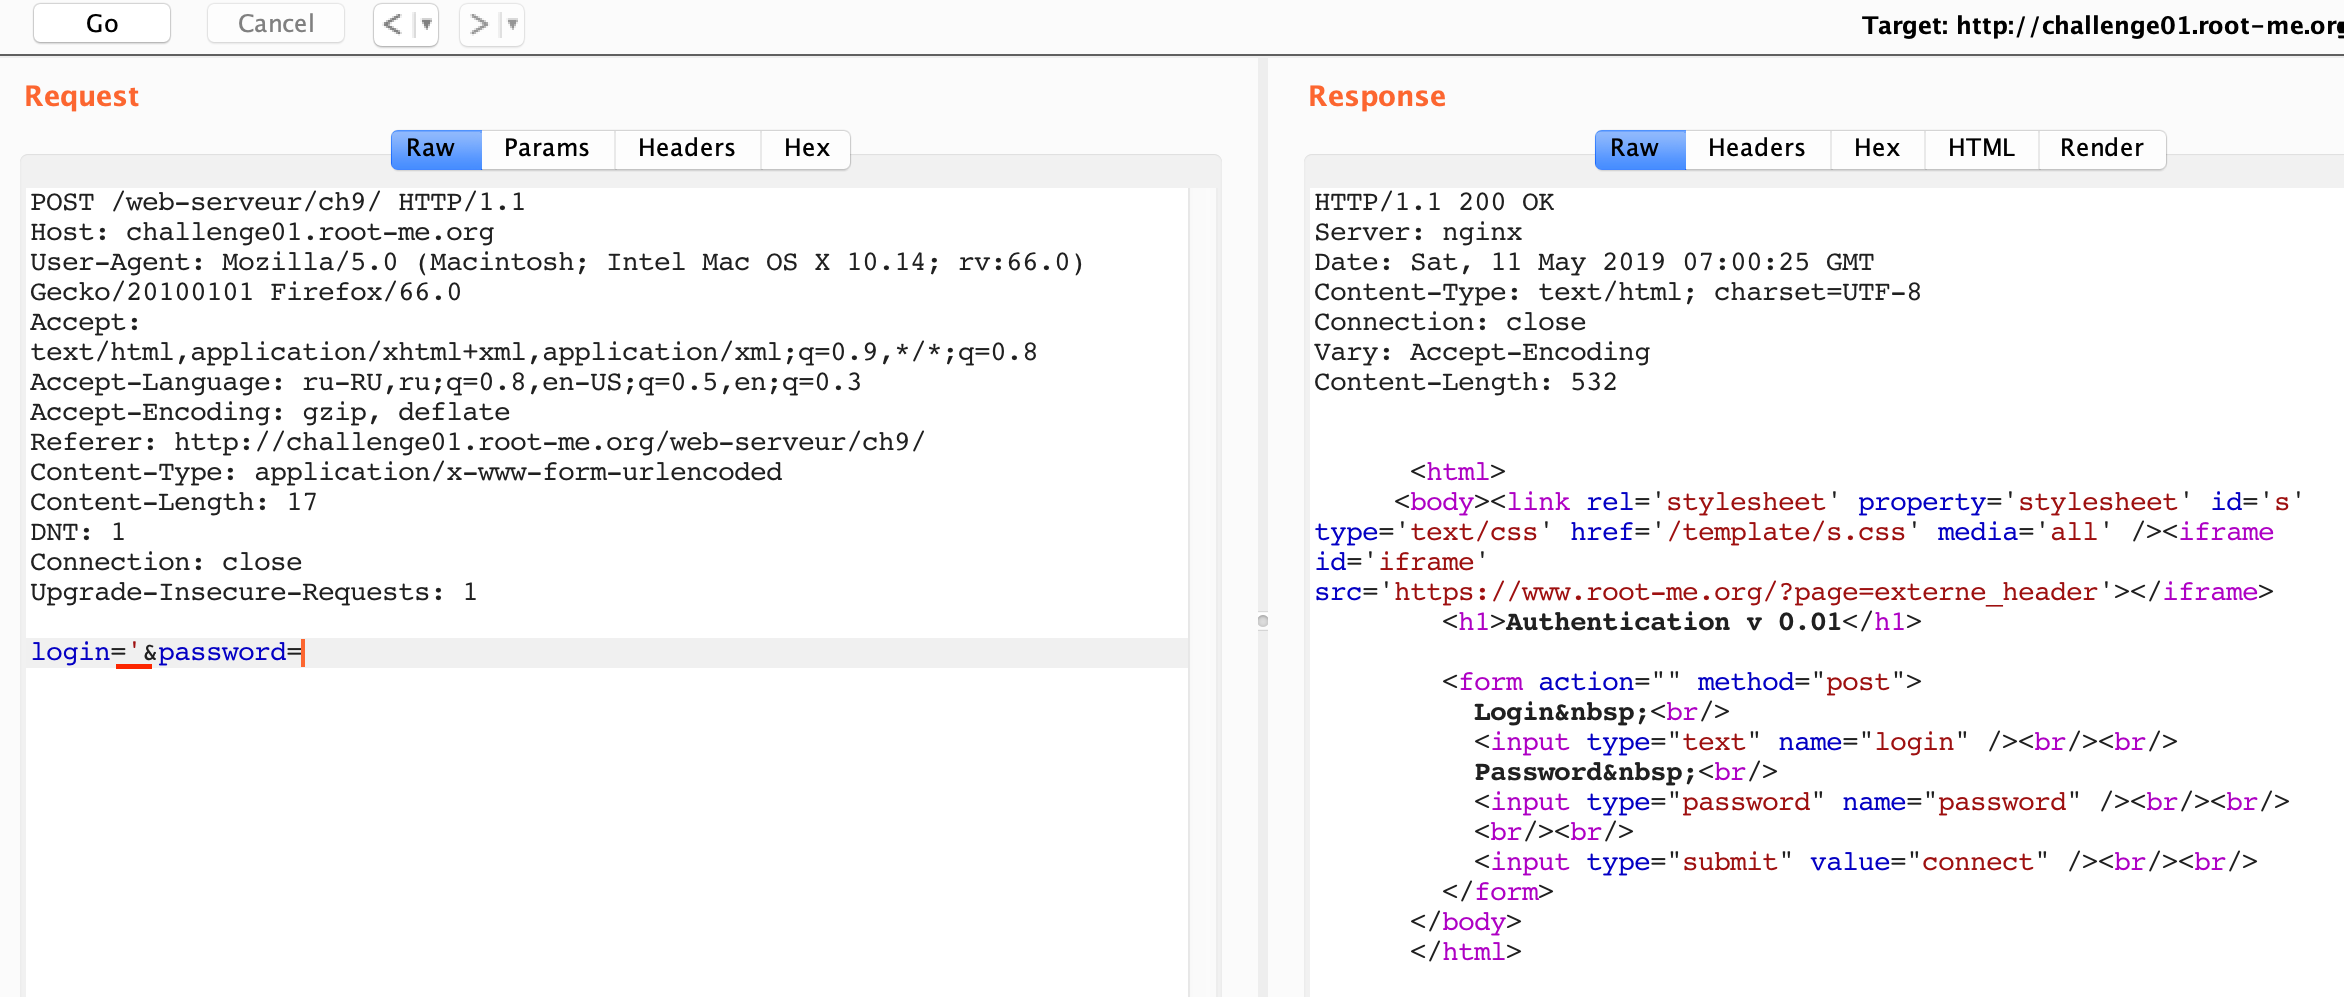 Go
Cancel
<
>
Target: http://challenge01.root-me.org
Request
Response
Raw
Params
Headers
Hex
Raw
Headers
Hex
HTML
Render
POST /web-serveur/ch9/ HTTP/1.1
Host: challenge01.root-me.org
User-Agent: Mozilla/5.0 (Macintosh; Intel Mac OS X 10.14; rv:66.0)
Gecko/20100101 Firefox/66.0
Accept:
text/html,application/xhtml+xml,application/xml;q=0.9,*/*;q=0.8
Accept-Language: ru-RU,ru;q=0.8,en-US;q=0.5,en;q=0.3
Accept-Encoding: gzip, deflate
Referer: http://challenge01.root-me.org/web-serveur/ch9/
Content-Type: application/x-www-form-urlencoded
Content-Length: 17
DNT: 1
Connection: close
Upgrade-Insecure-Requests: 1
login='&password=
HTTP/1.1 200 OK
Server: nginx
Date: Sat, 11 May 2019 07:00:25 GMT
Content-Type: text/html; charset=UTF-8
Connection: close
Vary: Accept-Encoding
Content-Length: 532
<html>
<body><link rel='stylesheet' property='stylesheet' id='s'
type='text/css' href='/template/s.css' media='all' /><iframe
id='iframe'
src='https://www.root-me.org/?page=externe_header'></iframe>
<h1>Authentication v 0.01</h1>
<form action="" method="post">
Login&nbsp;<br/>
<input type="text" name="login" /><br/><br/>
Password&nbsp;<br/>
<input type="password" name="password" /><br/><br/>
<br/><br/>
<input type="submit" value="connect" /><br/><br/>
</form>
</body>
</html>